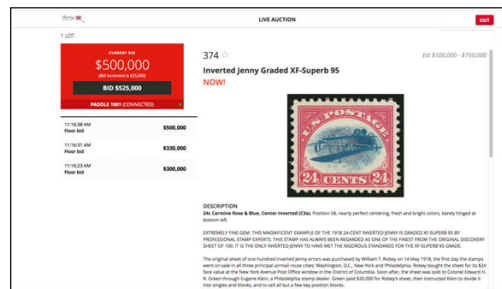 LIVE AUCTION
EXIT
1 LOT
CURRENT BID
$500,000
(Bid increment is $25,000)
BID $525,000
PADDLE 1001 (CONNECTED)
11:16:38 AM
Floor bid $500,000
11:16:31 AM
Floor bid $330,000
11:16:23 AM
Floor bid $300,000
374 ☆ Est $500,000 - $750,000
Inverted Jenny Graded XF-Superb 95
NOW!
U.S. POSTAGE
24 CENTS 24
DESCRIPTION
24c Carmine Rose & Blue, Center Inverted (C3a). Position 58, nearly perfect centering, fresh and bright colors, barely hinged at
bottom left
EXTREMELY FINE GEM. THIS MAGNIFICENT EXAMPLE OF THE 1918 24-CENT INVERTED JENNY IS GRADED XF-SUPERB 95 BY
PROFESSIONAL STAMP EXPERTS. THIS STAMP HAS ALWAYS BEEN REGARDED AS ONE OF THE FINEST FROM THE ORIGINAL DISCOVERY
SHEET OF 100. IT IS THE ONLY INVERTED JENNY TO HAVE MET THE RIGOROUS STANDARDS FOR THE XF-SUPERB 95 GRADE.
The original sheet of one hundred Inverted Jenny errors was purchased by William T. Robey on 14 May 1918, the first day the stamps
went on sale in all three principal airmail route cities: Washington, D.C., New York and Philadelphia. Robey bought the sheet for its $24
face value at the New York Avenue Post Office window in the District of Columbia. Soon after, the sheet was sold to Colonel Edward H.
R. Green through Eugene Klein, a Philadelphia stamp dealer. Green paid $20,000 for Robey's sheet, then instructed Klein to divide it
into singles and blocks, and to sell all but a few key position blocks.